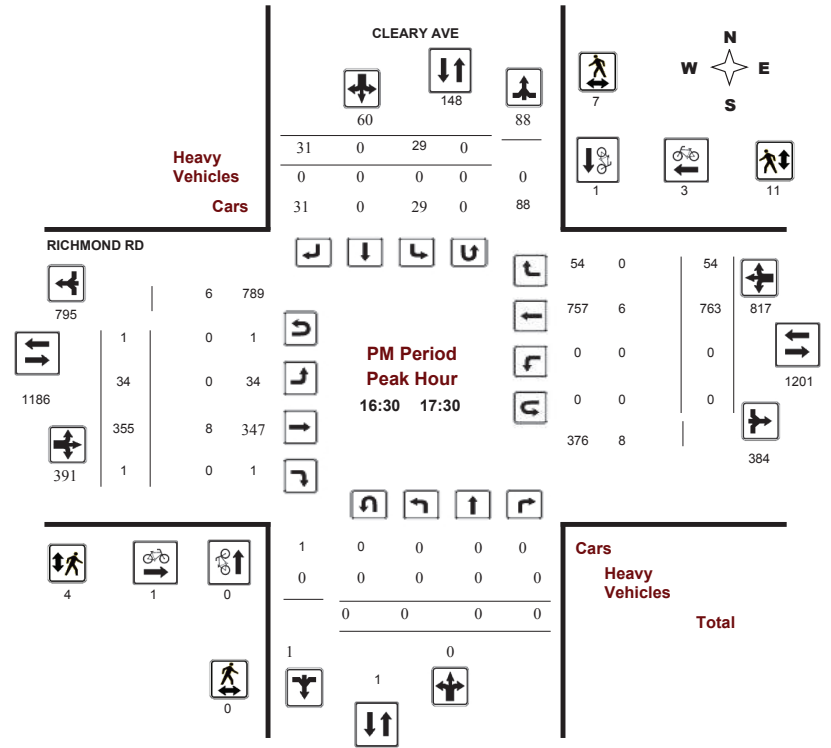 CLEARY AVE
N
W E
S
148
7
60 88
31 0 29 0
Heavy
Vehicles
0 0 0 0 0
1 3 11
Cars 31 0 29 0 88
RICHMOND RD
54 0 54
6 789
795
757 6 763 817
1 0 1
PM Period
0 0 0
1186
34 0 34
Peak Hour
1201
16:30 17:30
0 0 0
355 8 347
376 8
384
391
1 0 1
1 0 0 0 0 Cars
0 0 0 0 0 Heavy
Vehicles
4 1 0
0 0 0 0 Total
1 0
1
0